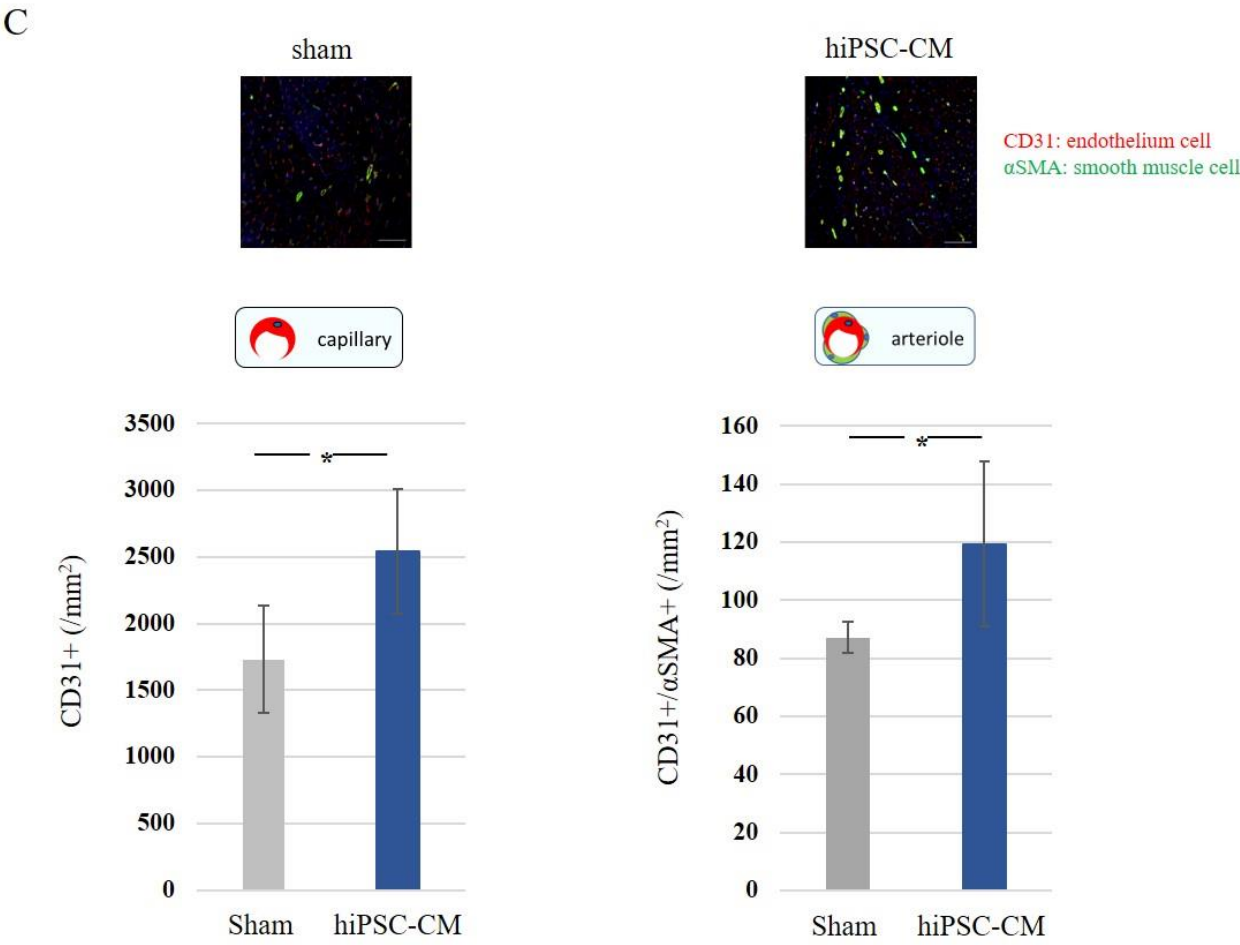 C
sham
hiPSC-CM
CD31: endothelium cell
αSMA: smooth muscle cell
capillary
arteriole
CD31+ (/mm²)
3500
3000
2500
2000
1500
1000
500
0
*
Sham hiPSC-CM
CD31+/αSMA+ (/mm²)
160
140
120
100
80
60
40
20
0
*
Sham hiPSC-CM